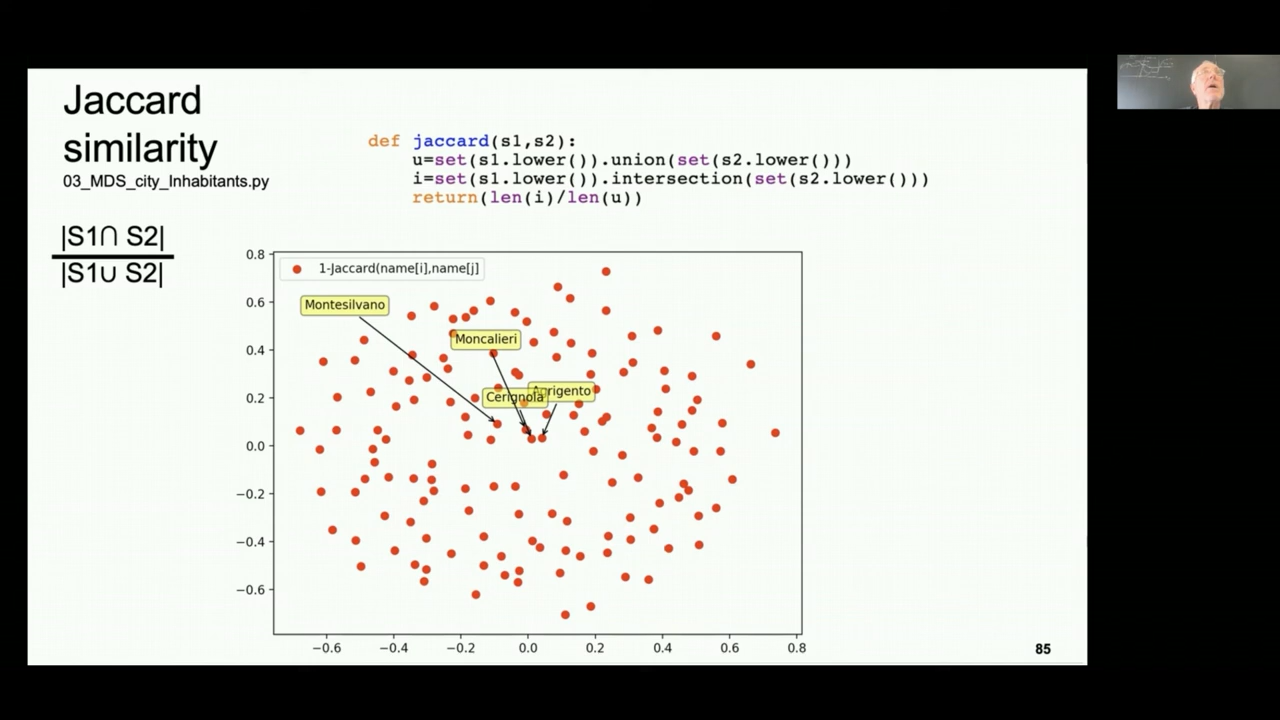 Jaccard
similarity
03_MDS_city_Inhabitants.py
|S1∩ S2|
|S1∪ S2|
def jaccard(s1,s2):
u=set(s1.lower()).union(set(s2.lower()))
i=set(s1.lower()).intersection(set(s2.lower()))
return(len(i)/len(u))
1-Jaccard(name[i],name[j]
Montesilvano
Moncalieri
Cerignola
Agrigento
0.8
0.6
0.4
0.2
0.0
−0.2
−0.4
−0.6
−0.6 −0.4 −0.2 0.0 0.2 0.4 0.6 0.8
85